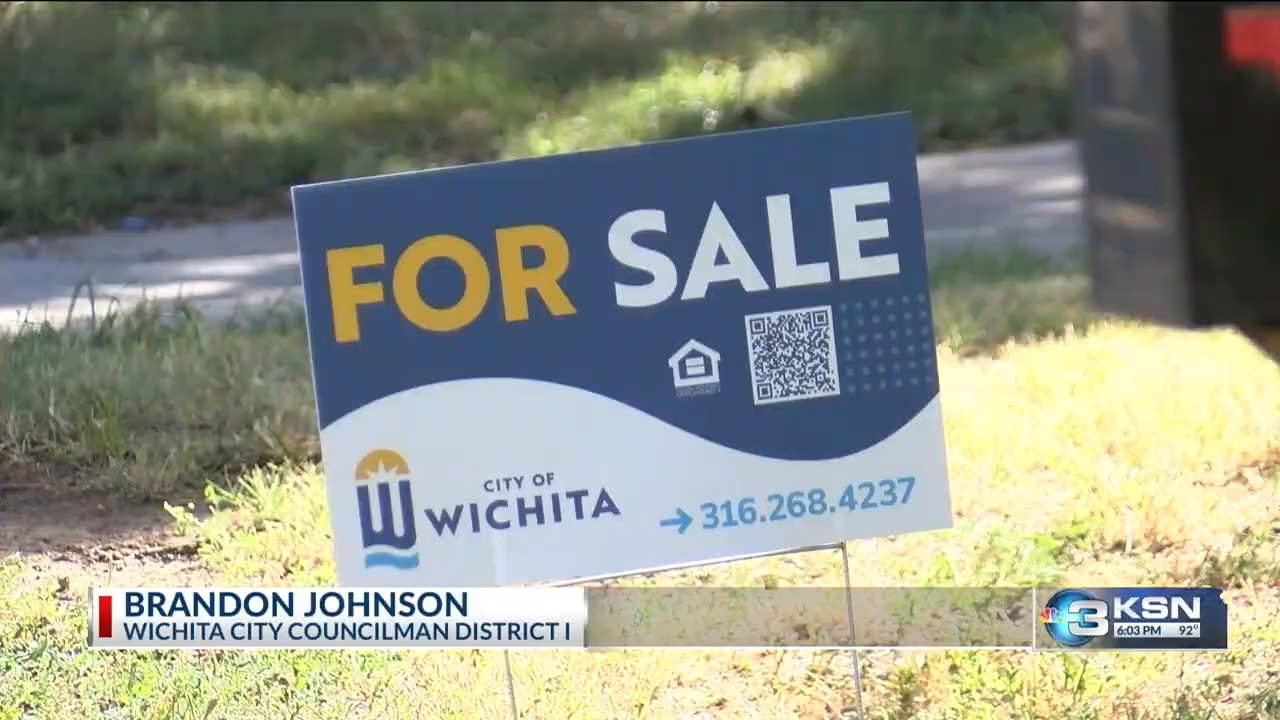 FOR SALE
CITY OF
WICHITA
→ 316.268.4237
BRANDON JOHNSON
WICHITA CITY COUNCILMAN DISTRICT I
3 KSN
6:03 PM 92°